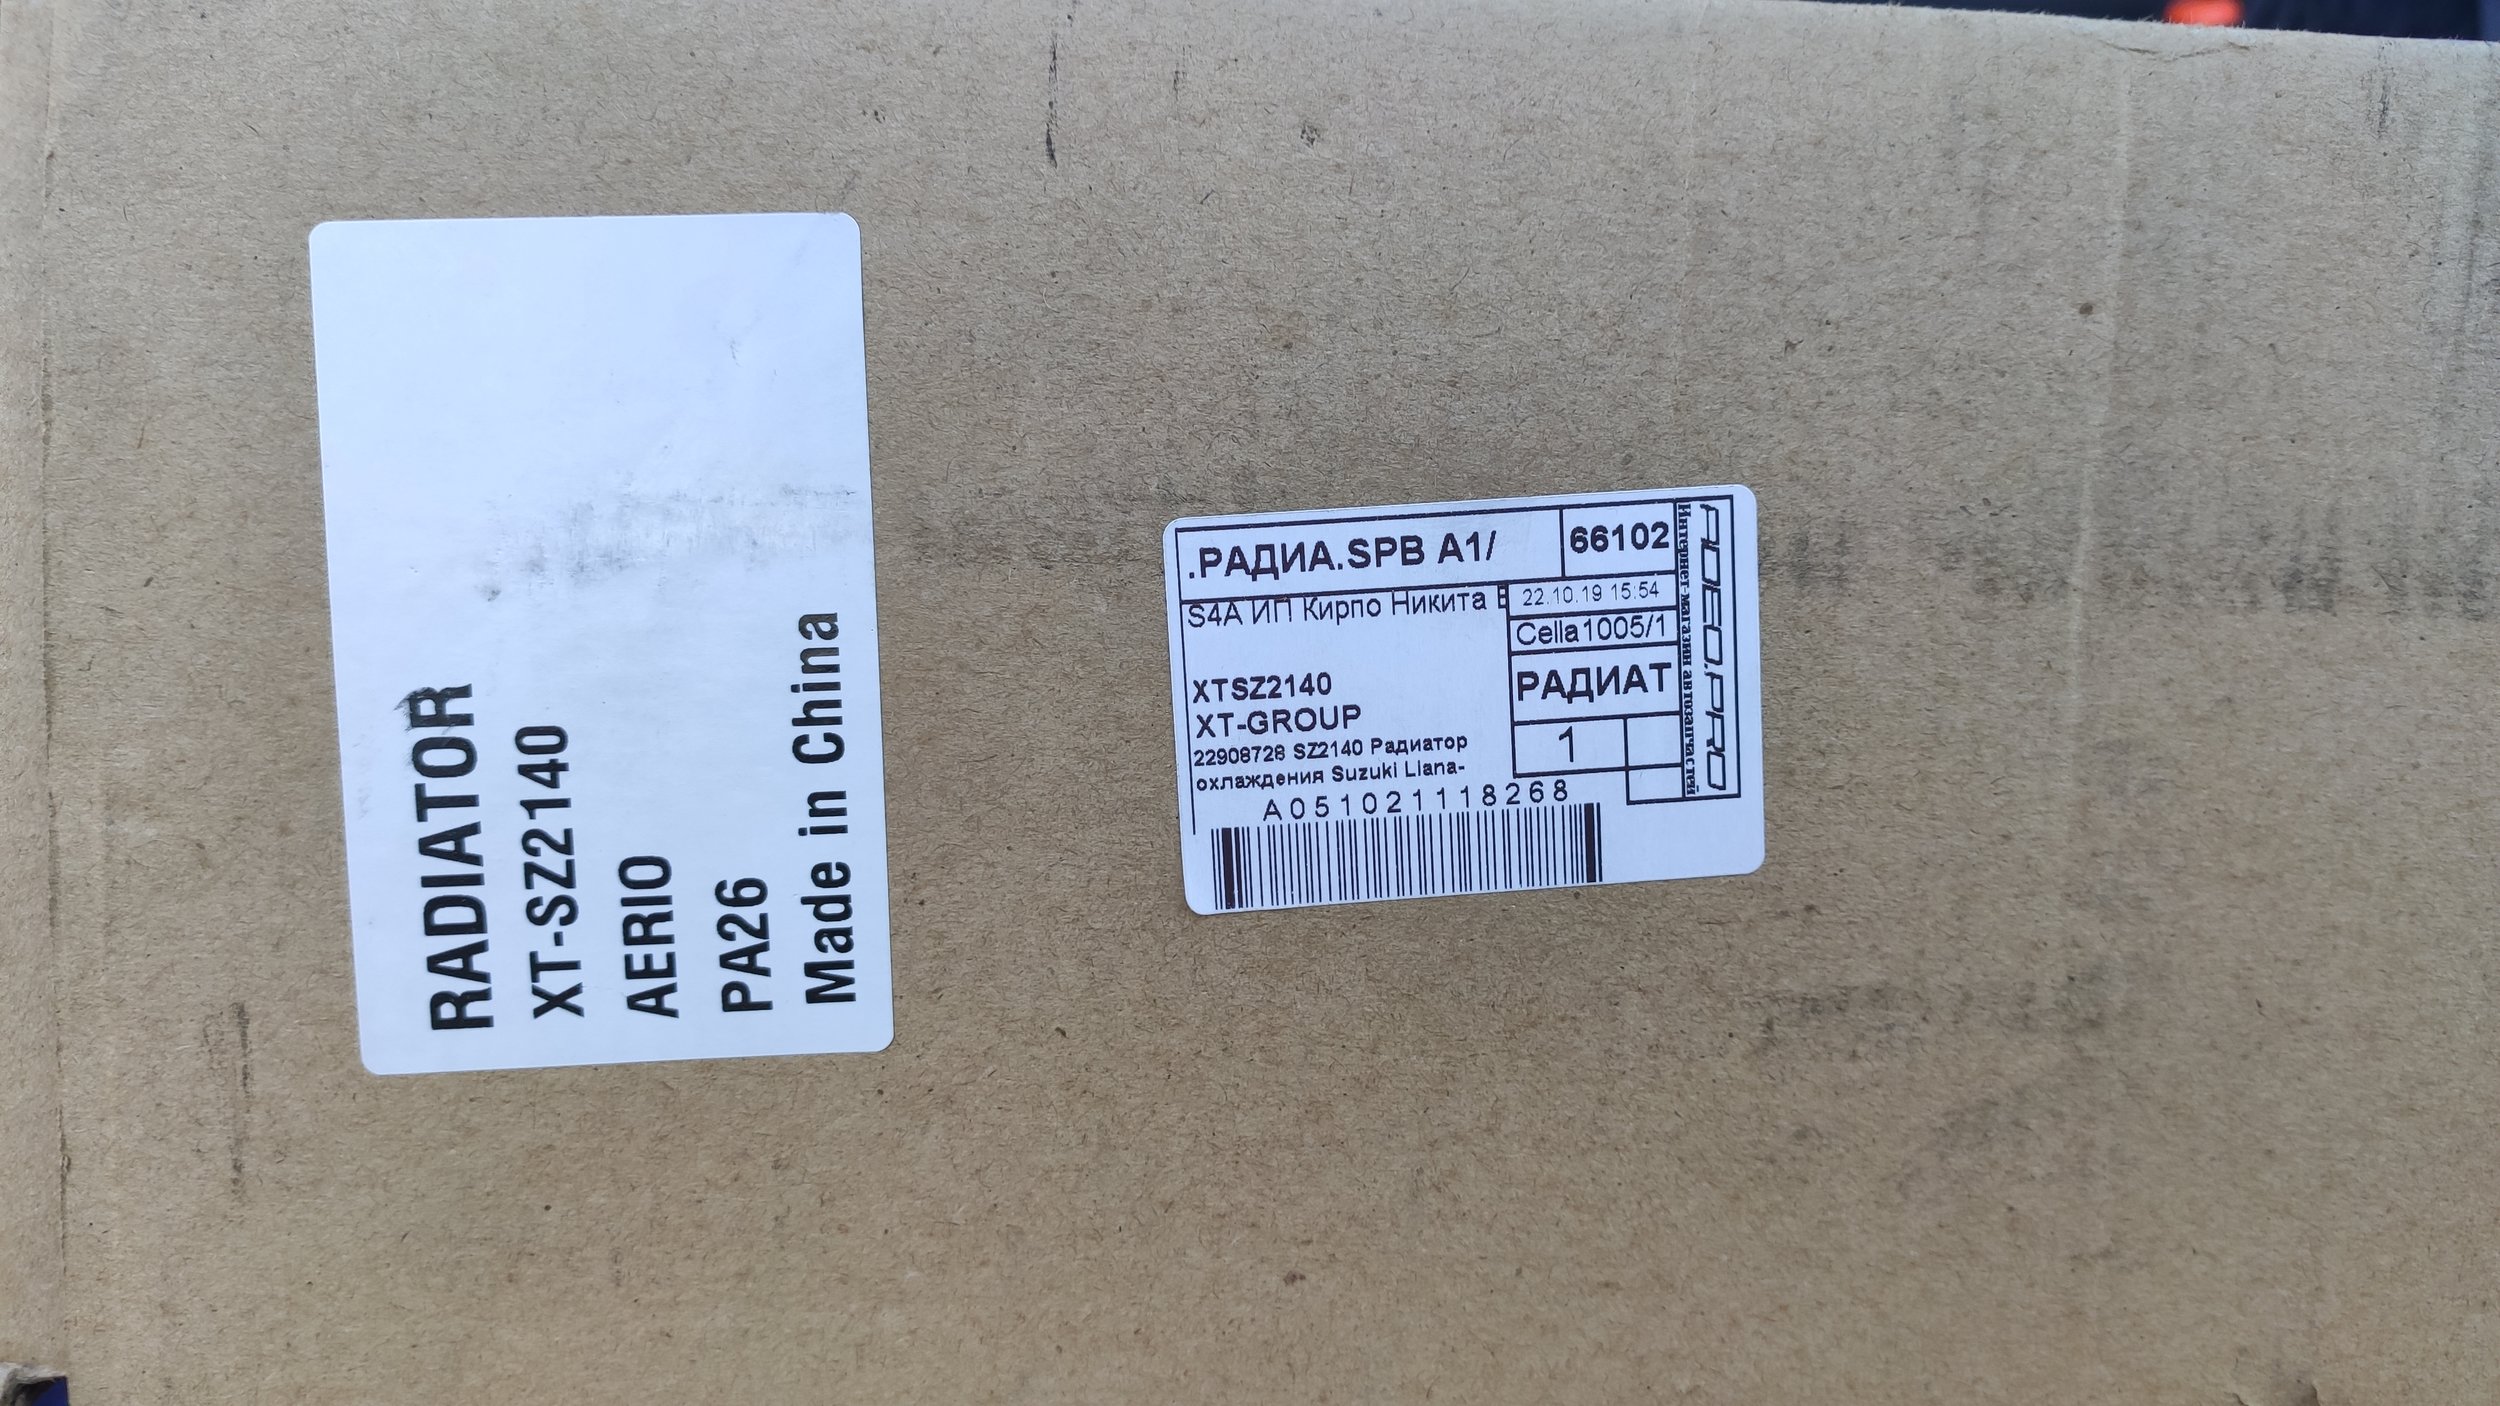 RADIATOR
XT-SZ2140
AERIO
PA26
Made in China
.РАДИА.SPB A1/
66102
S4A ИП Кирпо Никита
22.10.19 15:54
Cella1005/1
XTSZ2140
XT-GROUP
РАДИАТ
22908728 SZ2140 Радиатор
охлаждения Suzuki Liana-
1
A051021118268
Интернет-магазин автозапчастей
ADEO.PRO